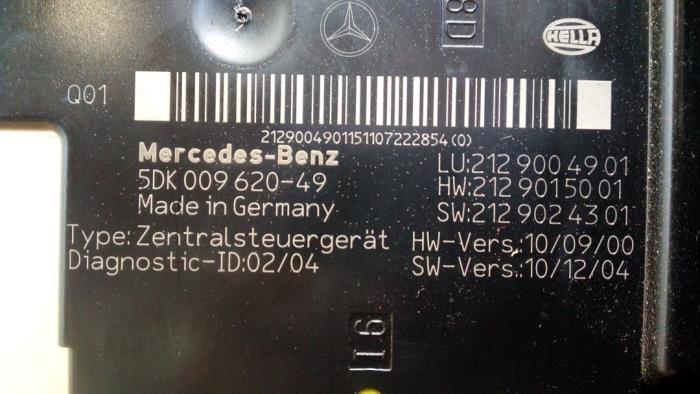 8D
HELLA
Q01
2129004901151107222854(0)
Mercedes-Benz
LU:212 900 49 01
5DK 009 620-49
HW:212 901 50 01
Made in Germany
SW:212 902 43 01
Type: Zentralsteuergerät
HW-Vers.:10/09/00
Diagnostic-ID:02/04
SW-Vers.:10/12/04
I6